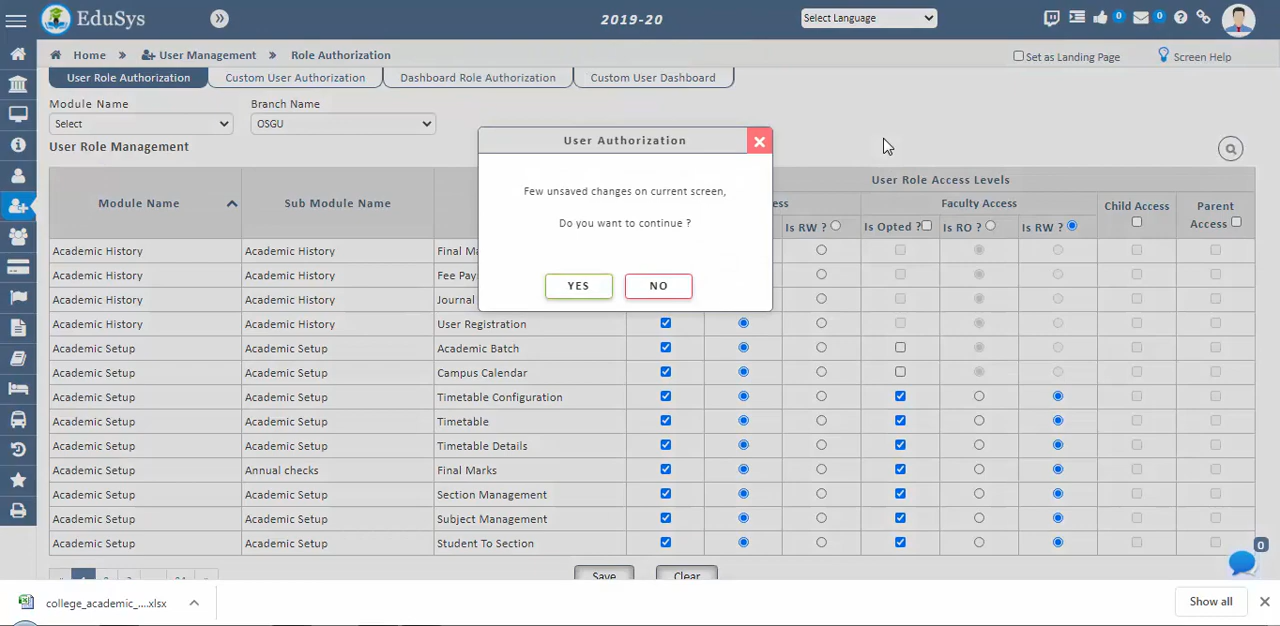 EduSys
2019-20
Select Language
0
0
Home » User Management » Role Authorization
Set as Landing Page
Screen Help
User Role Authorization
Custom User Authorization
Dashboard Role Authorization
Custom User Dashboard
Module Name
Branch Name
Select
OSGU
User Role Management
User Authorization
Few unsaved changes on current screen,
Do you want to continue ?
YES NO
User Role Access Levels
Module Name
Sub Module Name
Faculty Access
Child Access
Parent Access
Is RW ?
Is Opted ?
Is RO ?
Is RW ?
Academic History Academic History
Academic History Academic History Fee Pay
Academic History Academic History Journal
Academic History Academic History User Registration
Academic Setup Academic Setup Academic Batch
Academic Setup Academic Setup Campus Calendar
Academic Setup Academic Setup Timetable Configuration
Academic Setup Academic Setup Timetable
Academic Setup Academic Setup Timetable Details
Academic Setup Annual checks Final Marks
Academic Setup Academic Setup Section Management
Academic Setup Academic Setup Subject Management
Academic Setup Academic Setup Student To Section
Save Clear
0
college_academic_....xlsx
Show all